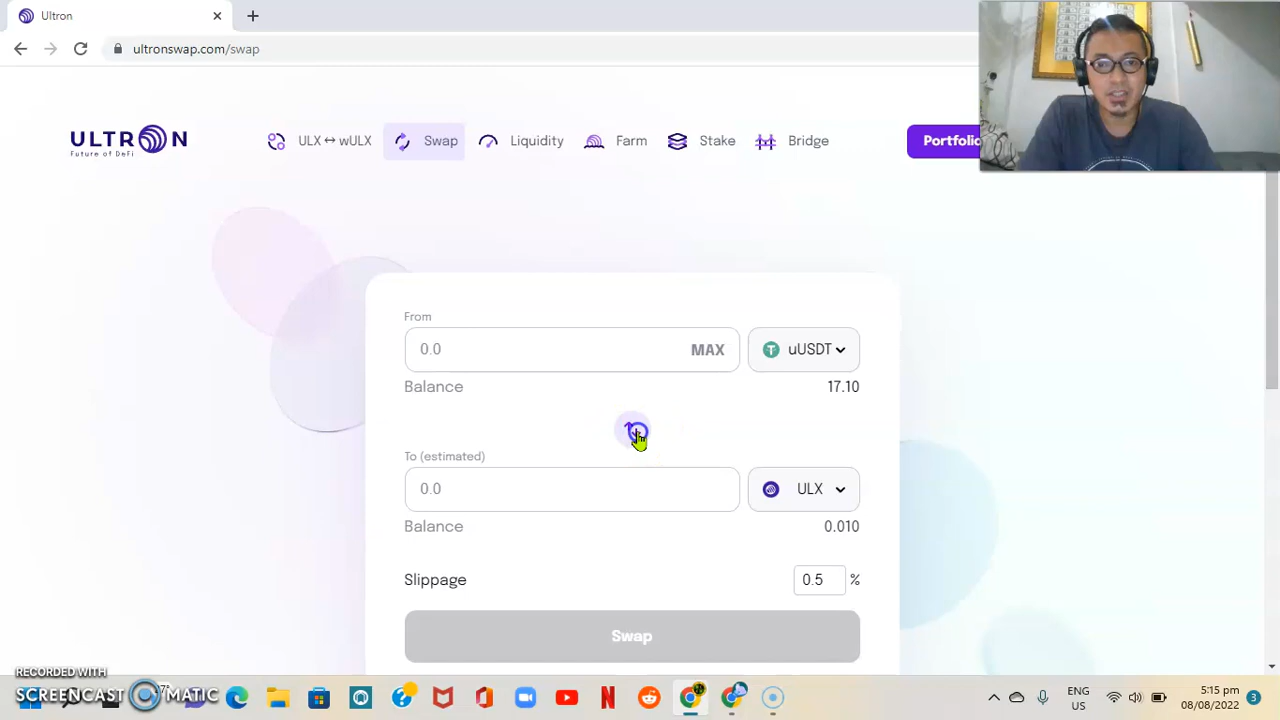 Ultron
ultronswap.com/swap
ULTRON
Future of DeFi
ULX ↔ wULX
Swap
Liquidity
Farm
Stake
Bridge
From
0.0
MAX
uUSDT
Balance
17.10
To (estimated)
0.0
ULX
Balance
0.010
Slippage
0.5
%
Swap
RECORDED WITH
SCREENCAST MATIC
ENG
US
5:15 pm
08/08/2022
3